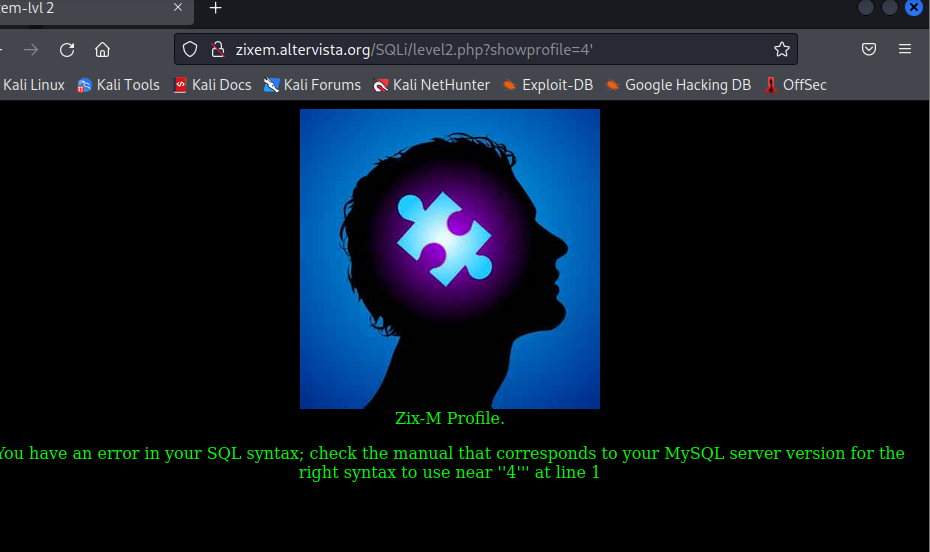 em-lvl 2
zixem.altervista.org/SQLi/level2.php?showprofile=4'
Kali Linux Kali Tools Kali Docs Kali Forums Kali NetHunter Exploit-DB Google Hacking DB OffSec
Zix-M Profile.
You have an error in your SQL syntax; check the manual that corresponds to your MySQL server version for the
right syntax to use near ''4''' at line 1